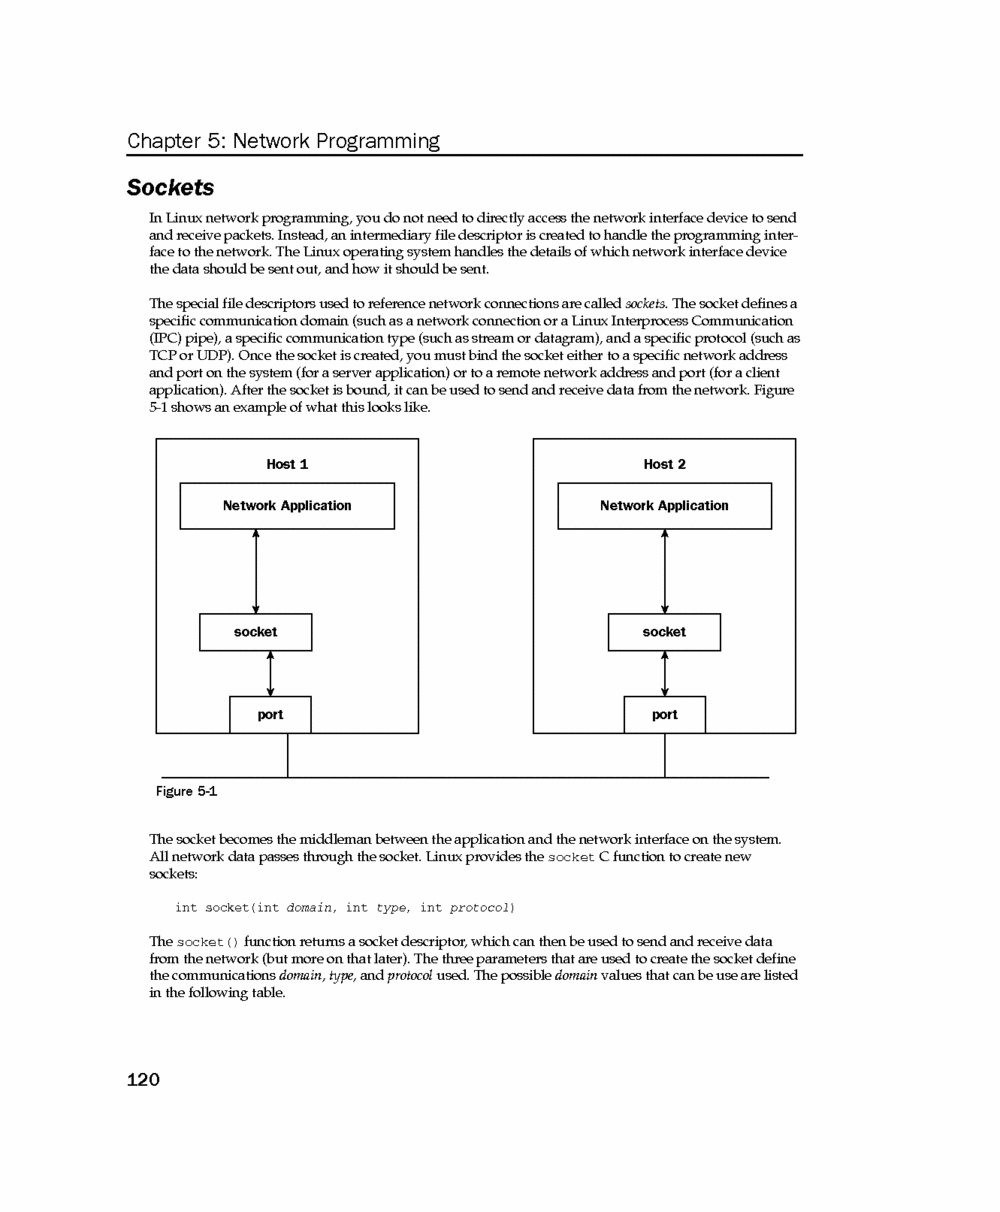 Chapter 5: Network Programming
Sockets
In Linux network programming, you do not need to directly access the network interface device to send
and receive packets. Instead, an intermediary file descriptor is created to handle the programming inter-
face to the network. The Linux operating system handles the details of which network interface device
the data should be sent out, and how it should be sent.
The special file descriptors used to reference network connections are called sockets. The socket defines a
specific communication domain (such as a network connection or a Linux Interprocess Communication
(IPC) pipe), a specific communication type (such as stream or datagram), and a specific protocol (such as
TCP or UDP). Once the socket is created, you must bind the socket either to a specific network address
and port on the system (for a server application) or to a remote network address and port (for a client
application). After the socket is bound, it can be used to send and receive data from the network. Figure
5-1 shows an example of what this looks like.
Host 1
Network Application
socket
port
Host 2
Network Application
socket
port
Figure 5-1
The socket becomes the middleman between the application and the network interface on the system.
All network data passes through the socket. Linux provides the socket C function to create new
sockets:
int socket(int domain, int type, int protocol)
The socket() function returns a socket descriptor, which can then be used to send and receive data
from the network (but more on that later). The three parameters that are used to create the socket define
the communications domain, type, and protocol used. The possible domain values that can be use are listed
in the following table.
120